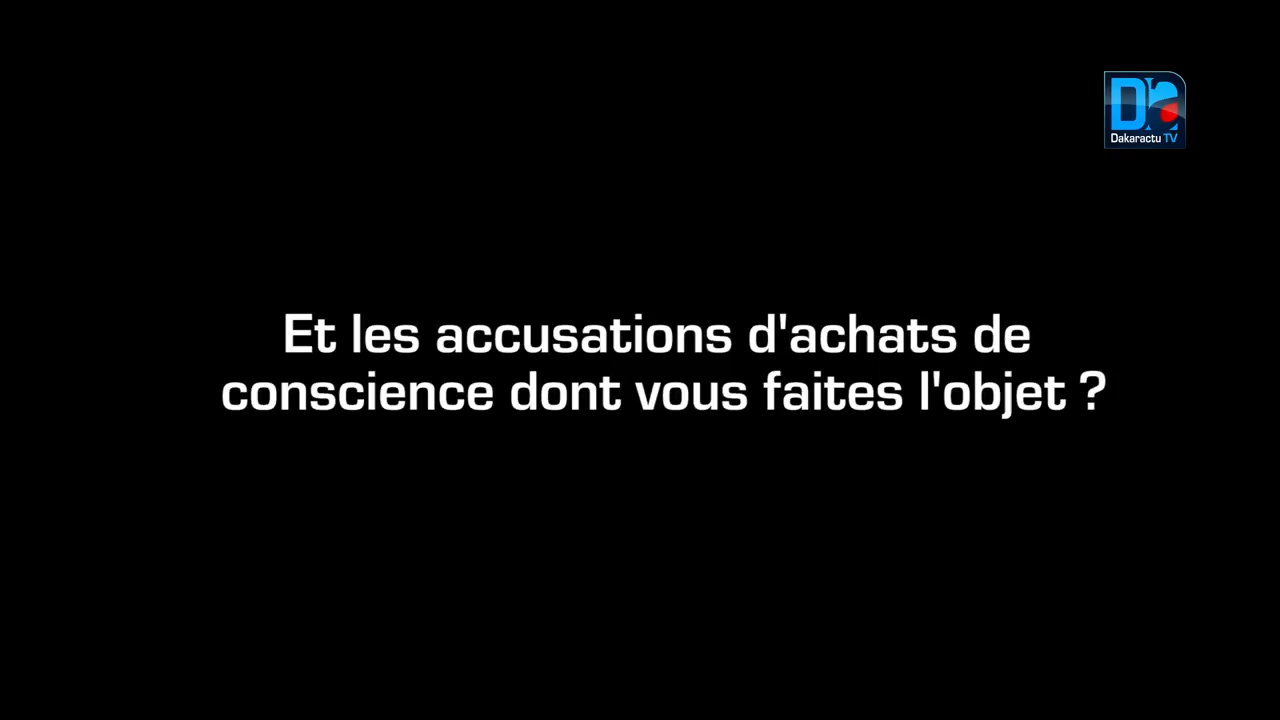 Dakaractu TV
Et les accusations d'achats de
conscience dont vous faites l'objet ?